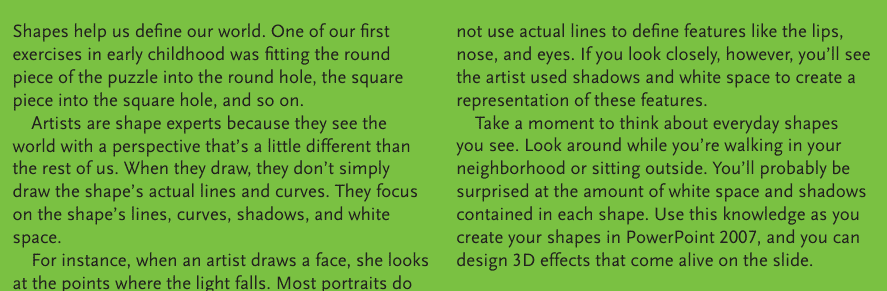 Shapes help us define our world. One of our first
exercises in early childhood was fitting the round
piece of the puzzle into the round hole, the square
piece into the square hole, and so on.
Artists are shape experts because they see the
world with a perspective that's a little different than
the rest of us. When they draw, they don't simply
draw the shape's actual lines and curves. They focus
on the shape's lines, curves, shadows, and white
space.
For instance, when an artist draws a face, she looks
at the points where the light falls. Most portraits do
not use actual lines to define features like the lips,
nose, and eyes. If you look closely, however, you'll see
the artist used shadows and white space to create a
representation of these features.
Take a moment to think about everyday shapes
you see. Look around while you're walking in your
neighborhood or sitting outside. You'll probably be
surprised at the amount of white space and shadows
contained in each shape. Use this knowledge as you
create your shapes in PowerPoint 2007, and you can
design 3D effects that come alive on the slide.